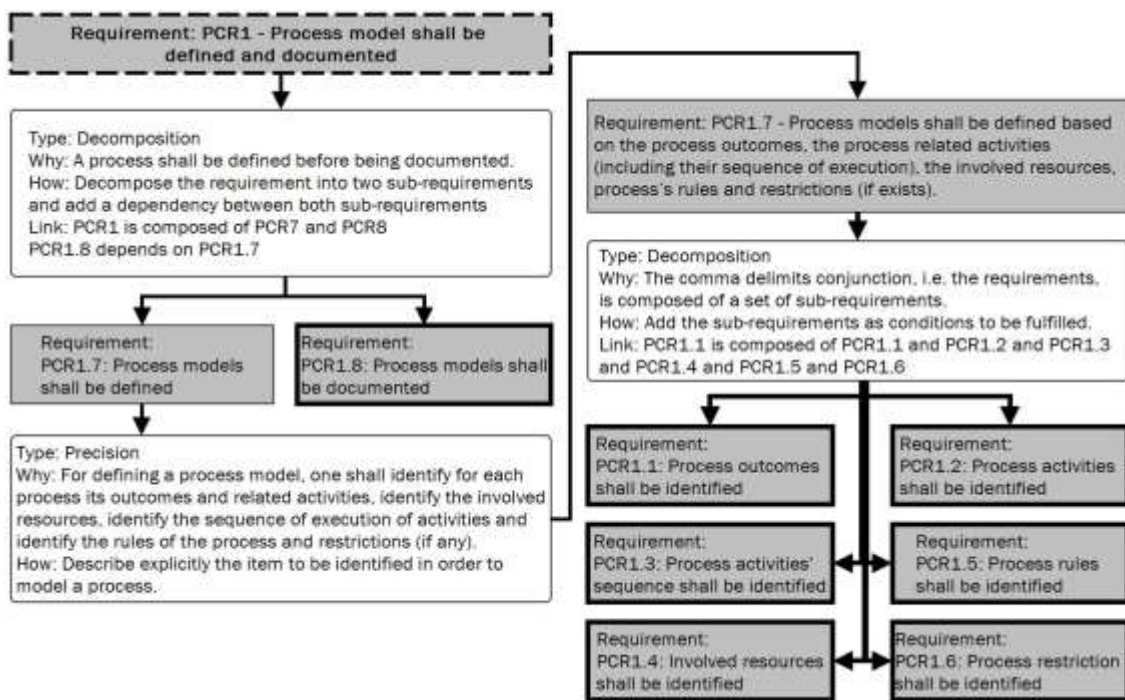 Requirement: PCR1 - Process model shall be
defined and documented
Type: Decomposition
Why: A process shall be defined before being documented.
How: Decompose the requirement into two sub-requirements
and add a dependency between both sub-requirements
Link: PCR1 is composed of PCR7 and PCR8
PCR1.8 depends on PCR1.7
Requirement:
PCR1.7: Process models
shall be defined
Requirement:
PCR1.8: Process models shall
be documented
Type: Precision
Why: For defining a process model, one shall identify for each
process its outcomes and related activities, identify the involved
resources, identify the sequence of execution of activities and
identify the rules of the process and restrictions (if any).
How: Describe explicitly the item to be identified in order to
model a process.
Requirement: PCR1.7 - Process models shall be defined based
on the process outcomes, the process related activities
(including their sequence of execution), the involved resources,
process's rules and restrictions (if exists).
Type: Decomposition
Why: The comma delimits conjunction, i.e. the requirements,
is composed of a set of sub-requirements.
How: Add the sub-requirements as conditions to be fulfilled.
Link: PCR1.1 is composed of PCR1.1 and PCR1.2 and PCR1.3
and PCR1.4 and PCR1.5 and PCR1.6
Requirement:
PCR1.1: Process outcomes
shall be identified
Requirement:
PCR1.2: Process activities
shall be identified
Requirement:
PCR1.3: Process activities'
sequence shall be identified
Requirement:
PCR1.5: Process rules
shall be identified
Requirement:
PCR1.4: Involved resources
shall be identified
Requirement:
PCR1.6: Process restriction
shall be identified